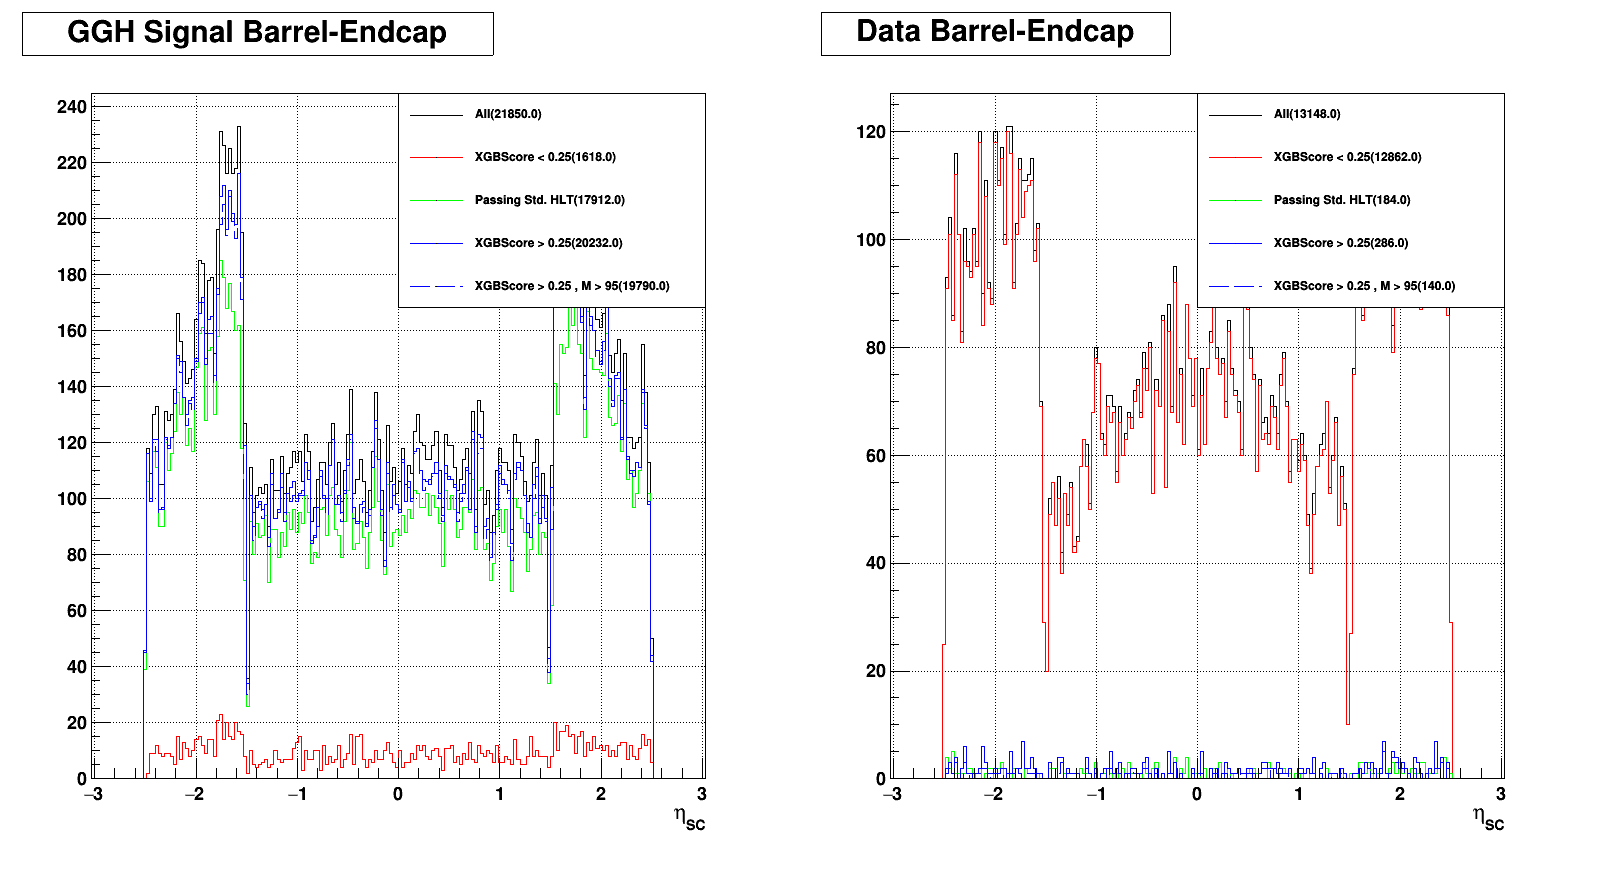 GGH Signal Barrel-Endcap
240
220
200
180
160
140
120
100
80
60
40
20
0
−3
−2
−1
0
1
2
3
ηSC
All(21850.0)
XGBScore < 0.25(1618.0)
Passing Std. HLT(17912.0)
XGBScore > 0.25(20232.0)
XGBScore > 0.25 , M > 95(19790.0)
Data Barrel-Endcap
120
100
80
60
40
20
0
−3
−2
−1
0
1
2
3
ηSC
All(13148.0)
XGBScore < 0.25(12862.0)
Passing Std. HLT(184.0)
XGBScore > 0.25(286.0)
XGBScore > 0.25 , M > 95(140.0)